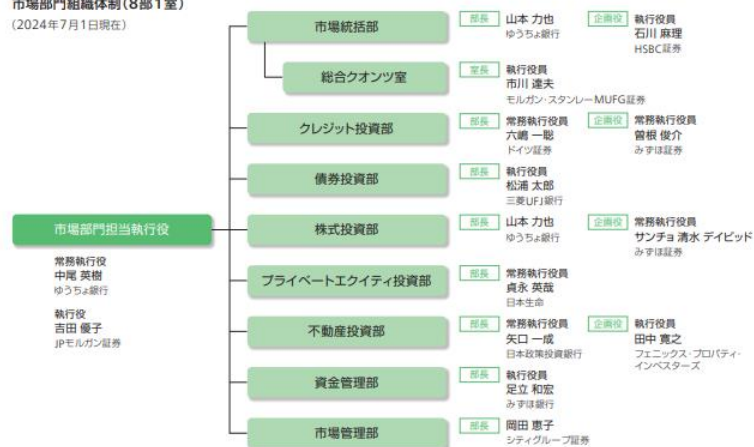 市場部門組織体制(8部1室)
(2024年7月1日現在)
市場部門担当執行役
常務執行役
中尾 英樹
ゆうちょ銀行
執行役
吉田 優子
JPモルガン証券
市場統括部
部長 山本 力也
ゆうちょ銀行
企画役 執行役員
石川 麻理
HSBC証券
総合クオンツ室
室長 執行役員
市川 達夫
モルガン・スタンレーMUFG証券
クレジット投資部
部長 常務執行役員
六嶋 一聡
ドイツ証券
企画役 常務執行役員
曽根 俊介
みずほ証券
債券投資部
部長 執行役員
松浦 太郎
三菱UFJ銀行
株式投資部
部長 山本 力也
ゆうちょ銀行
企画役 常務執行役員
サンチョ 清水 デイビッド
みずほ証券
プライベートエクイティ投資部
部長 常務執行役員
貞永 英哉
日本生命
不動産投資部
部長 常務執行役員
矢口 一成
日本政策投資銀行
企画役 執行役員
田中 寛之
フェニックス・プロパティ・
インベスターズ
資金管理部
部長 執行役員
足立 和宏
みずほ銀行
市場管理部
部長 岡田 恵子
シティグループ証券